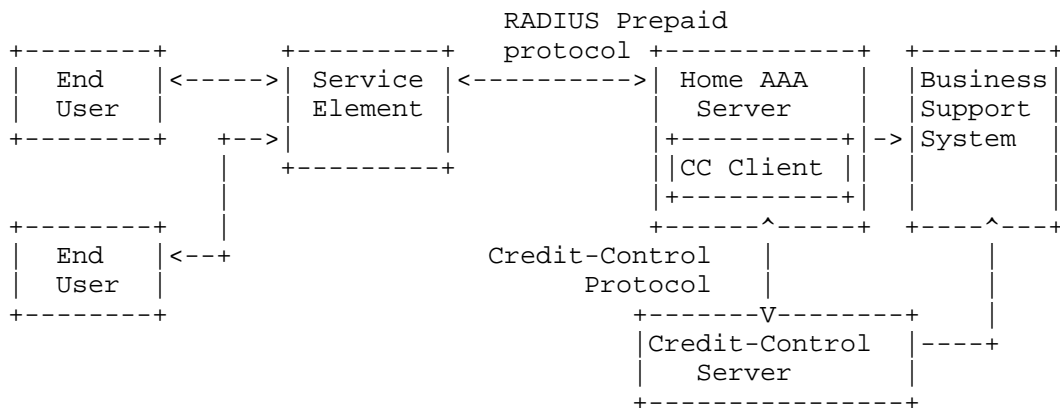 RADIUS Prepaid
+--------+ +---------+ protocol +------------+ +--------+
| End |<----->| Service |<---------->| Home AAA | |Business|
| User | | Element | | Server | |Support |
+--------+ +-->| | |+----------+|->|System |
| +---------+ ||CC Client || | |
| |+----------+| | |
+--------+ | +------^-----+ +----^---+
| End |<--+ Credit-Control | |
| User | Protocol | |
+--------+ +-------V--------+ |
|Credit-Control |----+
| Server |
+----------------+